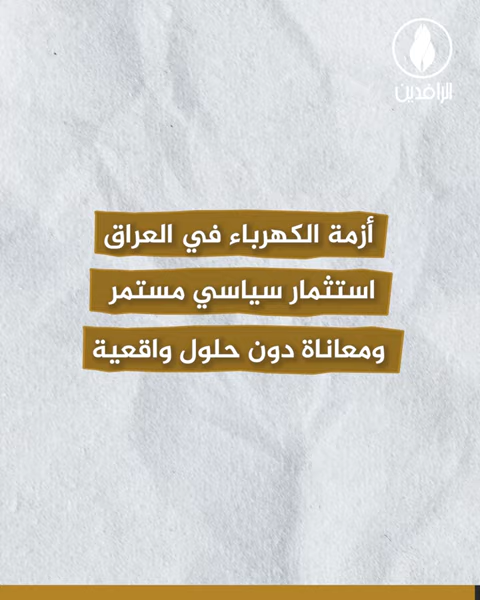 الرافدين
أزمة الكهرباء في العراق
استثمار سياسي مستمر
ومعاناة دون حلول واقعية